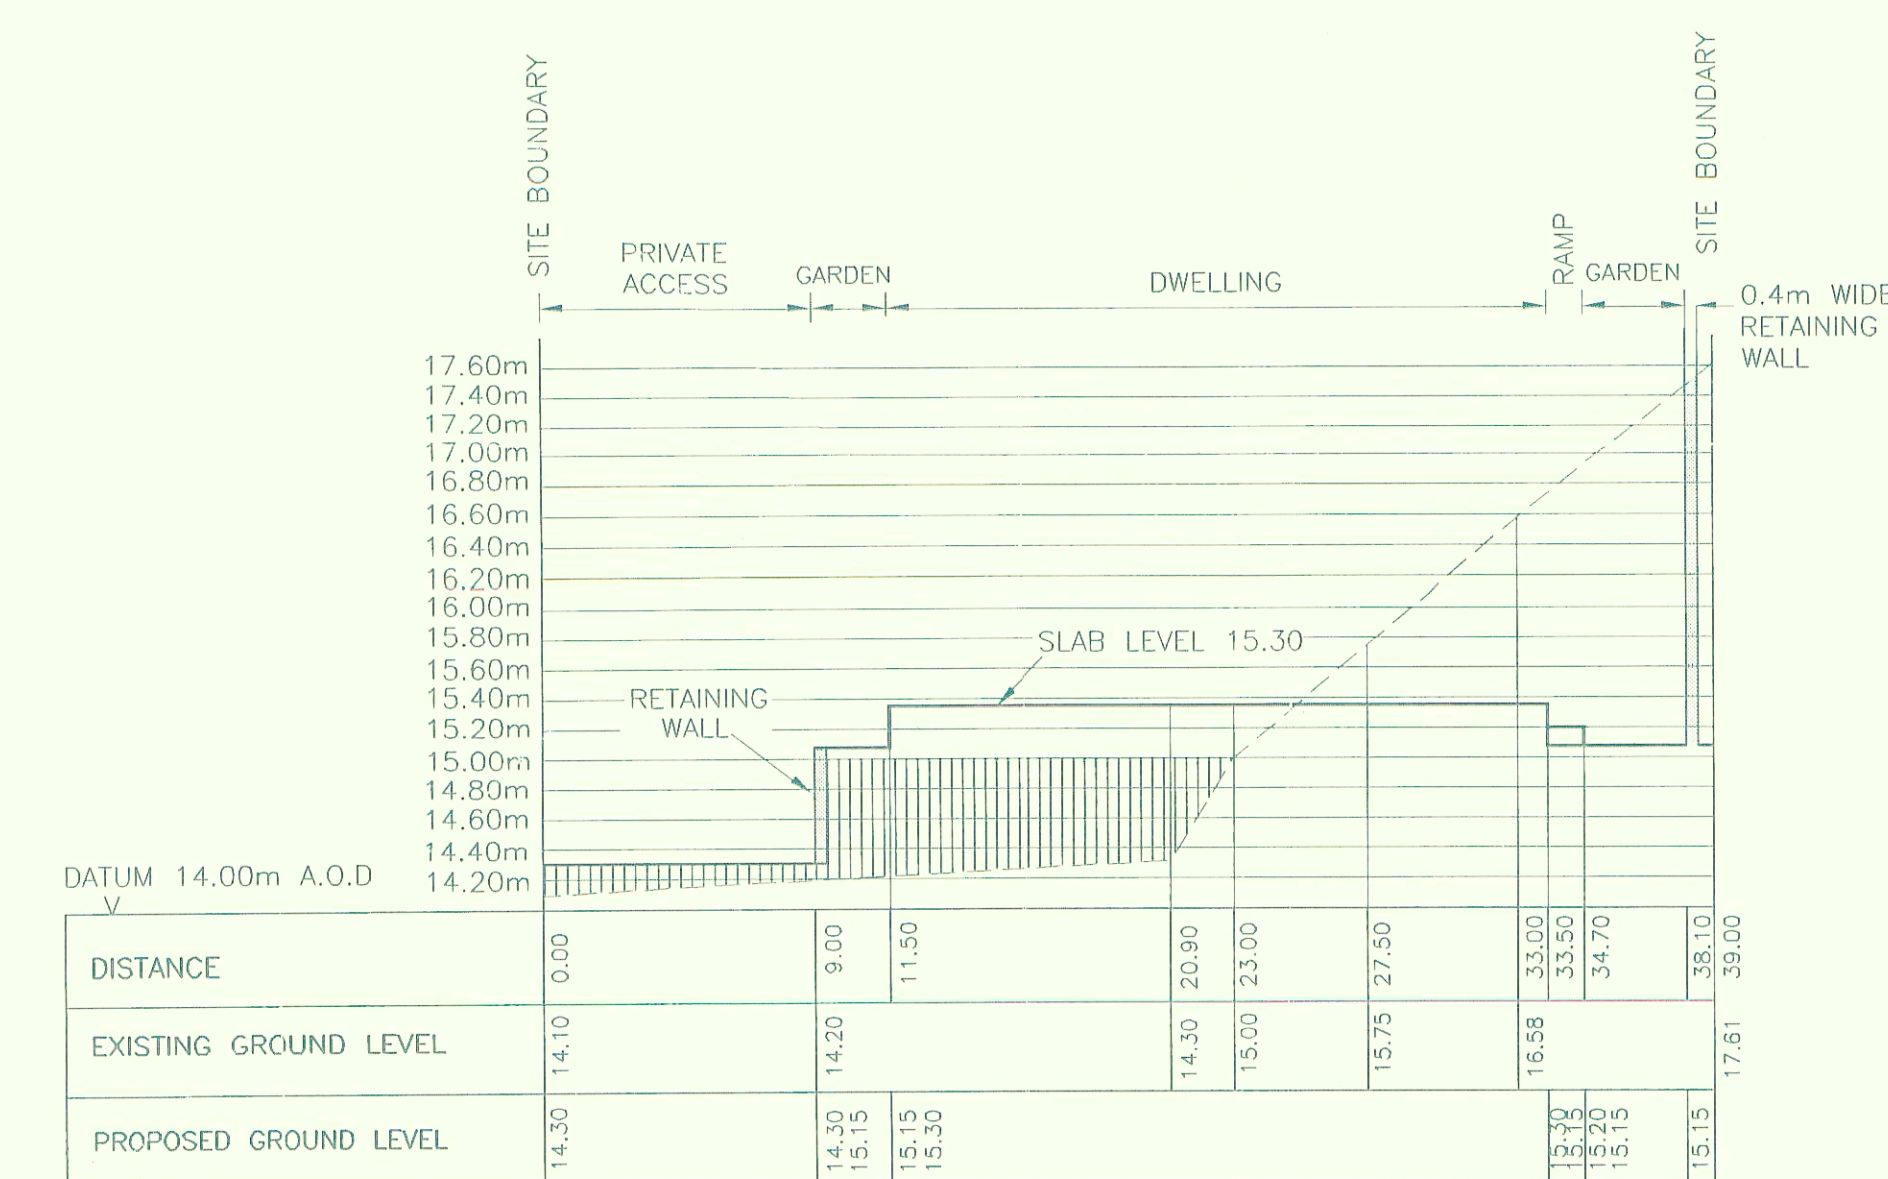 SITE BOUNDARY
SITE BOUNDARY
PRIVATE
ACCESS
GARDEN
DWELLING
RAMP
GARDEN
0.4m WIDE
RETAINING
WALL
17.60m
17.40m
17.20m
17.00m
16.80m
16.60m
16.40m
16.20m
16.00m
15.80m
15.60m
15.40m
15.20m
15.00m
14.80m
14.60m
14.40m
14.20m
SLAB LEVEL 15.30
RETAINING
WALL
DATUM 14.00m A.O.D
DISTANCE
0.00
9.00
11.50
20.90
23.00
27.50
33.00
33.50
34.70
38.10
39.00
EXISTING GROUND LEVEL
14.10
14.20
14.30
15.00
15.75
16.58
17.61
PROPOSED GROUND LEVEL
14.30
14.30
15.15
15.15
15.30
15.30
15.15
15.20
15.15
15.15